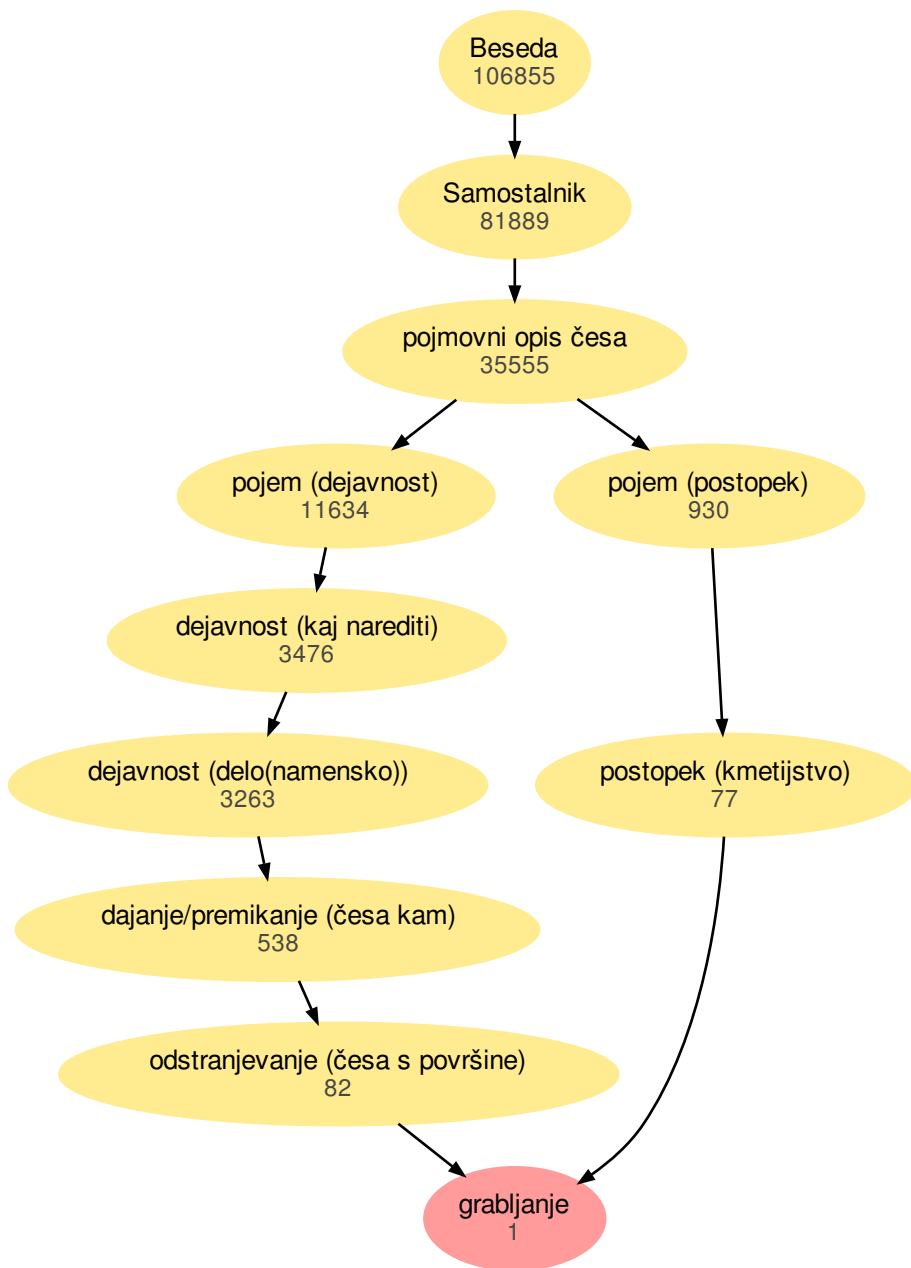 Beseda
106855
Samostalnik
81889
pojmovni opis česa
35555
pojem (dejavnost)
11634
pojem (postopek)
930
dejavnost (kaj narediti)
3476
dejavnost (delo(namensko))
3263
postopek (kmetijstvo)
77
dajanje/premikanje (česa kam)
538
odstranjevanje (česa s površine)
82
grabljanje
1